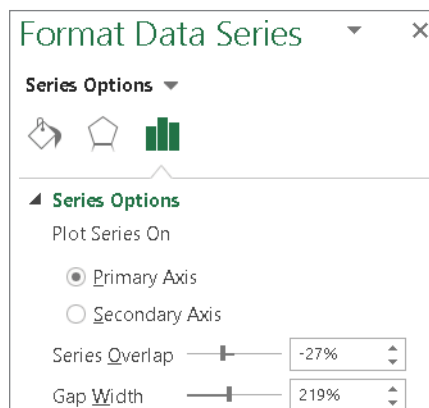 Format Data Series
Series Options
Series Options
Plot Series On
Primary Axis
Secondary Axis
Series Overlap -27%
Gap Width 219%